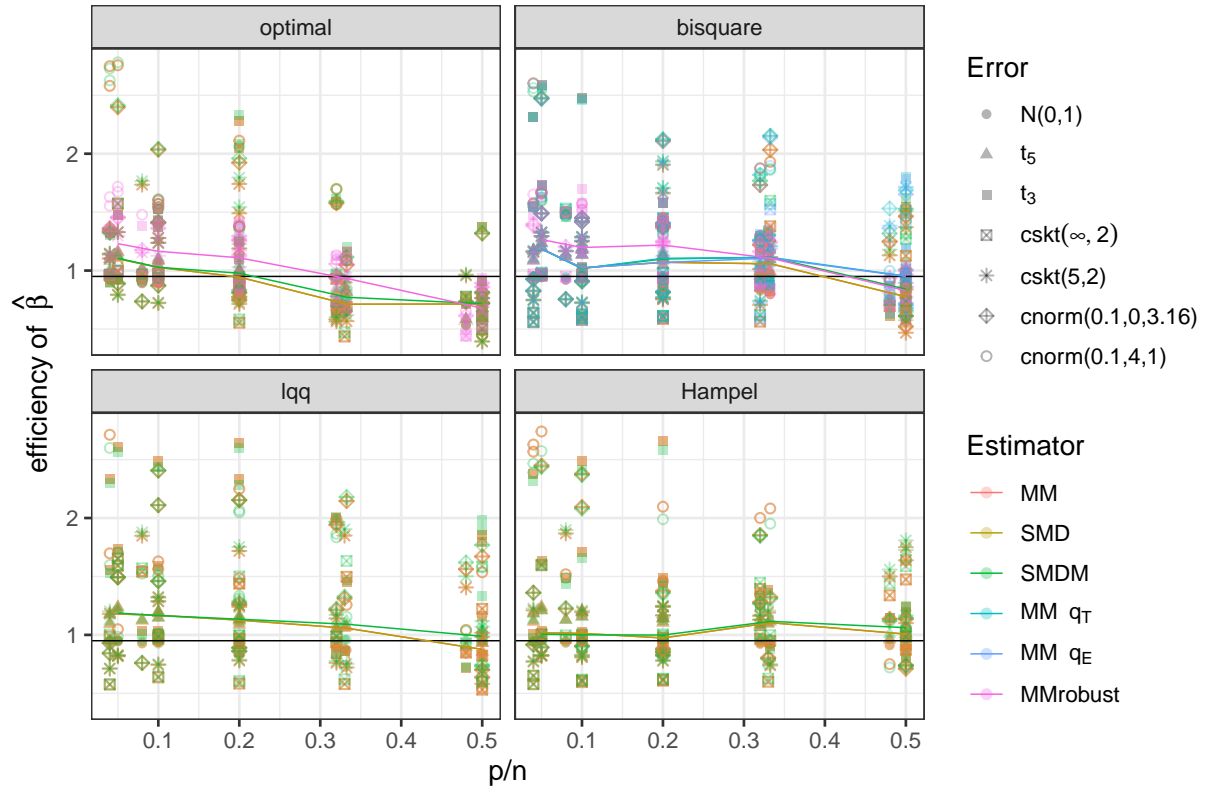 optimal
bisquare
2
1
lqq
Hampel
2
1
0.1 0.2 0.3 0.4 0.5
0.1 0.2 0.3 0.4 0.5
p/n
efficiency of β̂
Error
N(0,1)
t₅
t₃
cskt(∞, 2)
cskt(5,2)
cnorm(0.1,0,3.16)
cnorm(0.1,4,1)
Estimator
MM
SMD
SMDM
MM q_T
MM q_E
MMrobust